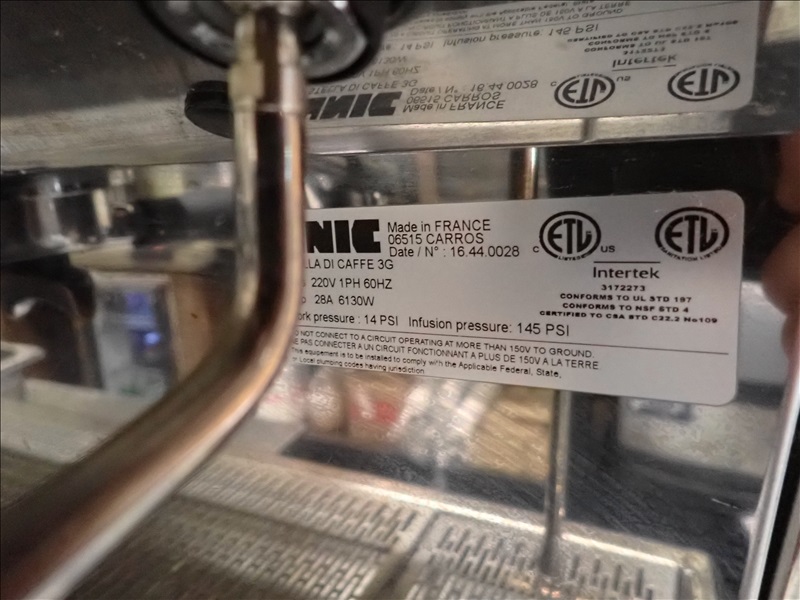 NIC
Made in FRANCE
06515 CARROS
Date / N° : 16.44.0028
LLA DI CAFFE 3G
220V 1PH 60HZ
28A 6130W
ork pressure : 14 PSI Infusion pressure: 145 PSI
ETL
C US
ETL
Intertek
3172273
CONFORMS TO UL STD 197
CONFORMS TO NSF STD 4
CERTIFIED TO CSA STD C22.2 No109
NOT CONNECT TO A CIRCUIT OPERATING AT MORE THAN 150V TO GROUND.
PAS CONNECTER A UN CIRCUIT FONCTIONNANT A PLUS DE 150V A LA TERRE
This equipement is to be installed to comply with the Applicable Federal, State,
or Local plumbing codes having jurisdiction